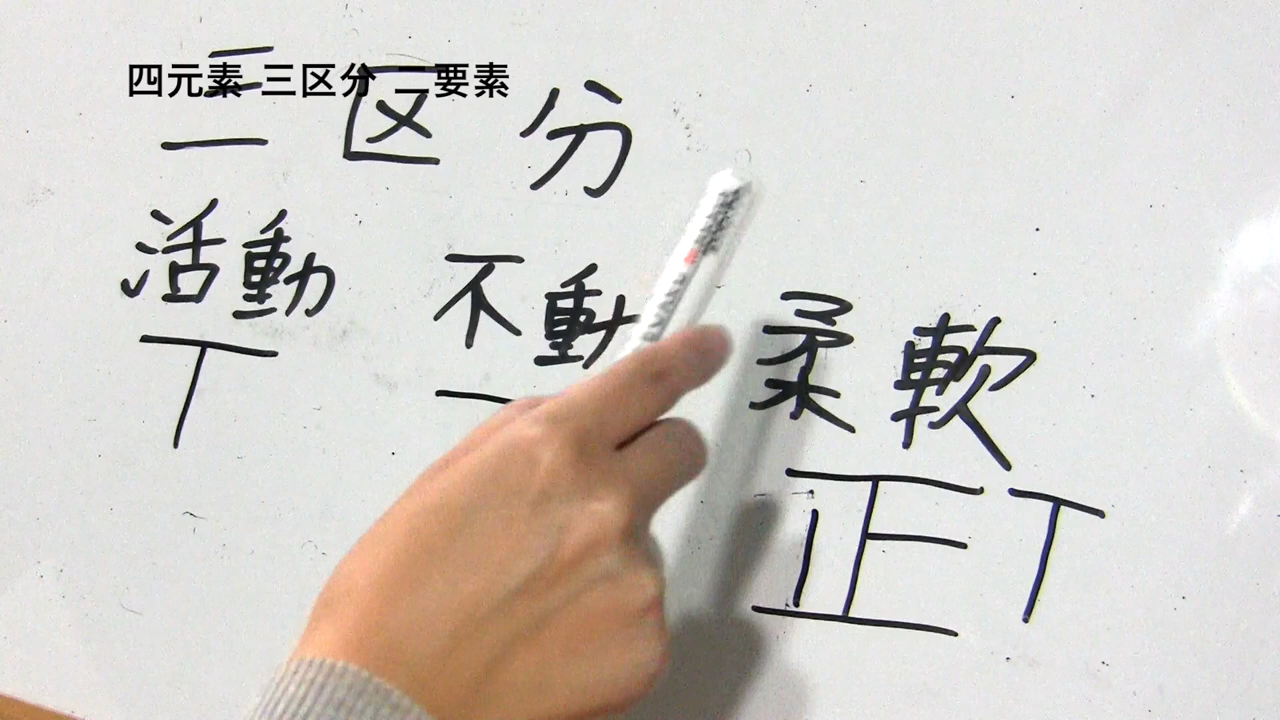 四元素 三区分 二要素
三区分
活動 不動 柔軟
丅 一 正丅